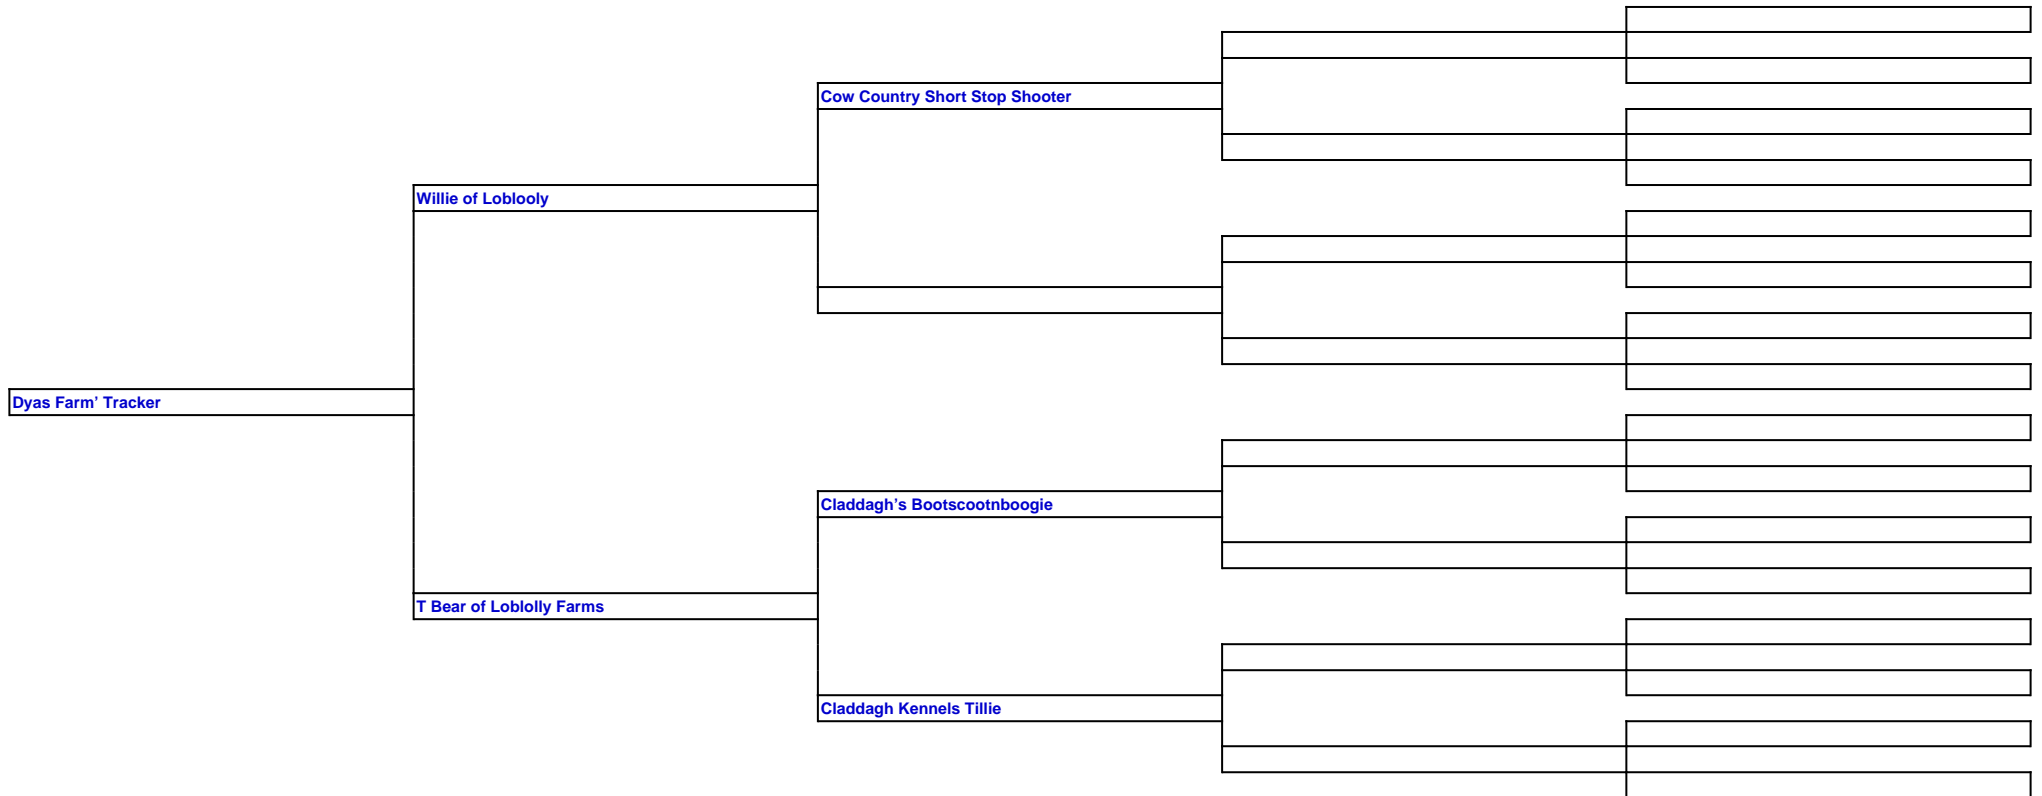 Cow Country Short Stop Shooter
Willie of Loblooly
Dyas Farm’ Tracker
Claddagh’s Bootscootnboogie
T Bear of Loblolly Farms
Claddagh Kennels Tillie